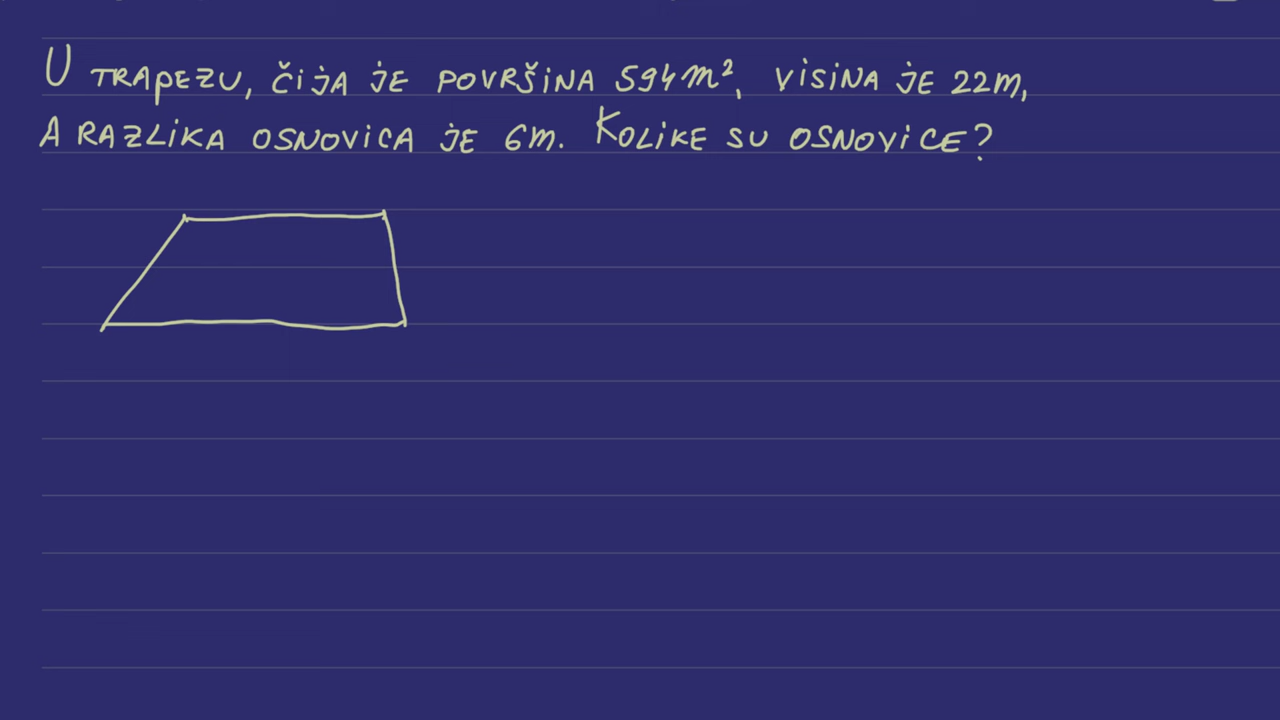 U TRAPEZU, ČIJA JE POVRŠINA 594m², VISINA JE 22m,
A RAZLIKA OSNOVICA JE 6m. KOLIKE SU OSNOVICE?